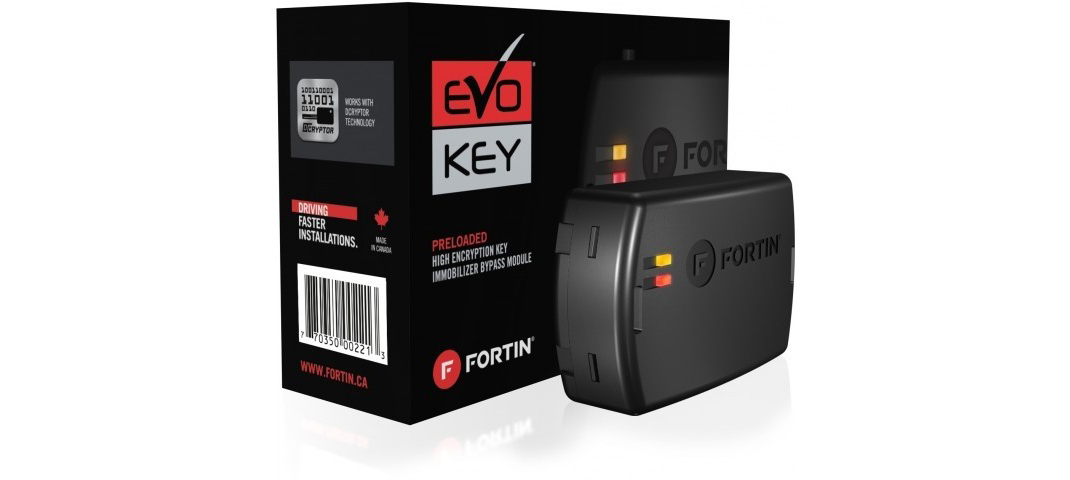 100110001
11001
0110
DCRYPTOR
WORKS WITH
DCRYPTOR
TECHNOLOGY
DRIVING
FASTER
INSTALLATIONS.
MADE
IN CANADA
7 70350 00221 3
WWW.FORTIN.CA
EVO
KEY
PRELOADED
HIGH ENCRYPTION KEY
IMMOBILIZER BYPASS MODULE
F FORTIN®
F FOR
F FORTIN